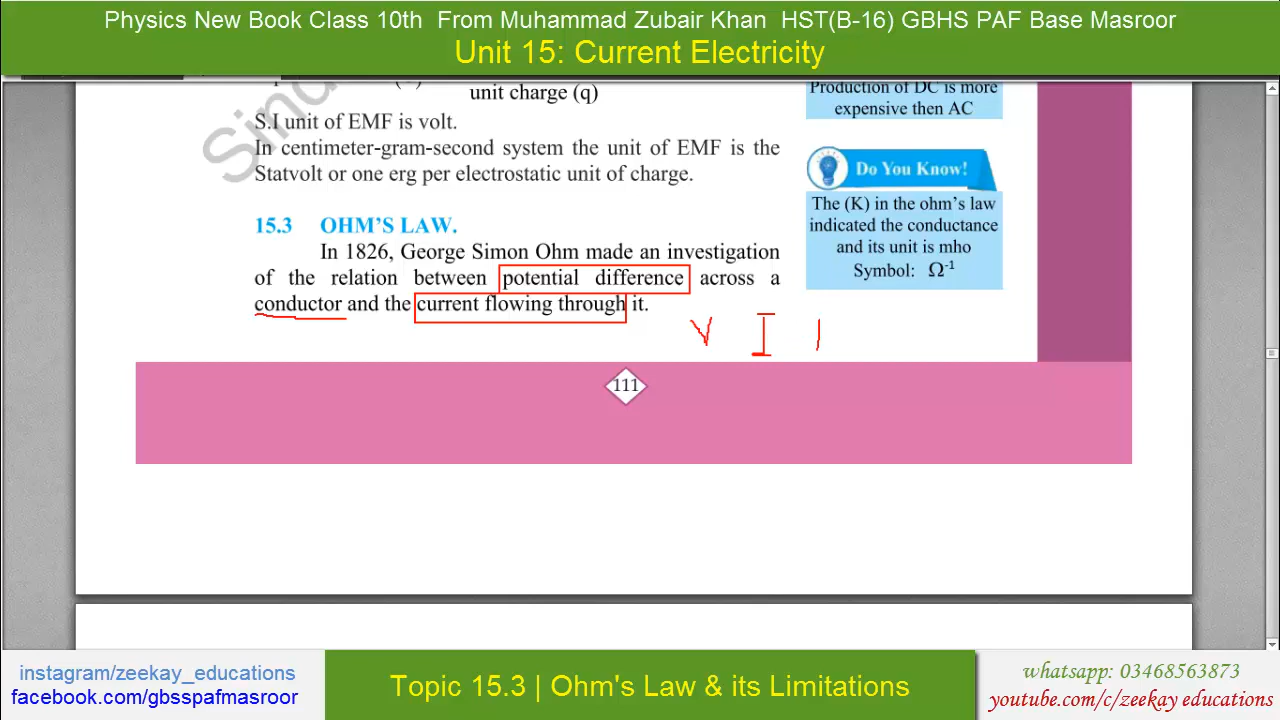 Physics New Book Class 10th  From Muhammad Zubair Khan  HST(B-16) GBHS PAF Base Masroor
Unit 15: Current Electricity
unit charge (q)
S.I unit of EMF is volt.
In centimeter-gram-second system the unit of EMF is the
Statvolt or one erg per electrostatic unit of charge.
15.3 OHM'S LAW.
In 1826, George Simon Ohm made an investigation
of the relation between potential difference across a
conductor and the current flowing through it.
V I
Production of DC is more
expensive then AC
Do You Know!
The (K) in the ohm's law
indicated the conductance
and its unit is mho
Symbol: Ω⁻¹
111
instagram/zeekay_educations
facebook.com/gbsspafmasroor
Topic 15.3 | Ohm's Law & its Limitations
whatsapp: 03468563873
youtube.com/c/zeekay educations